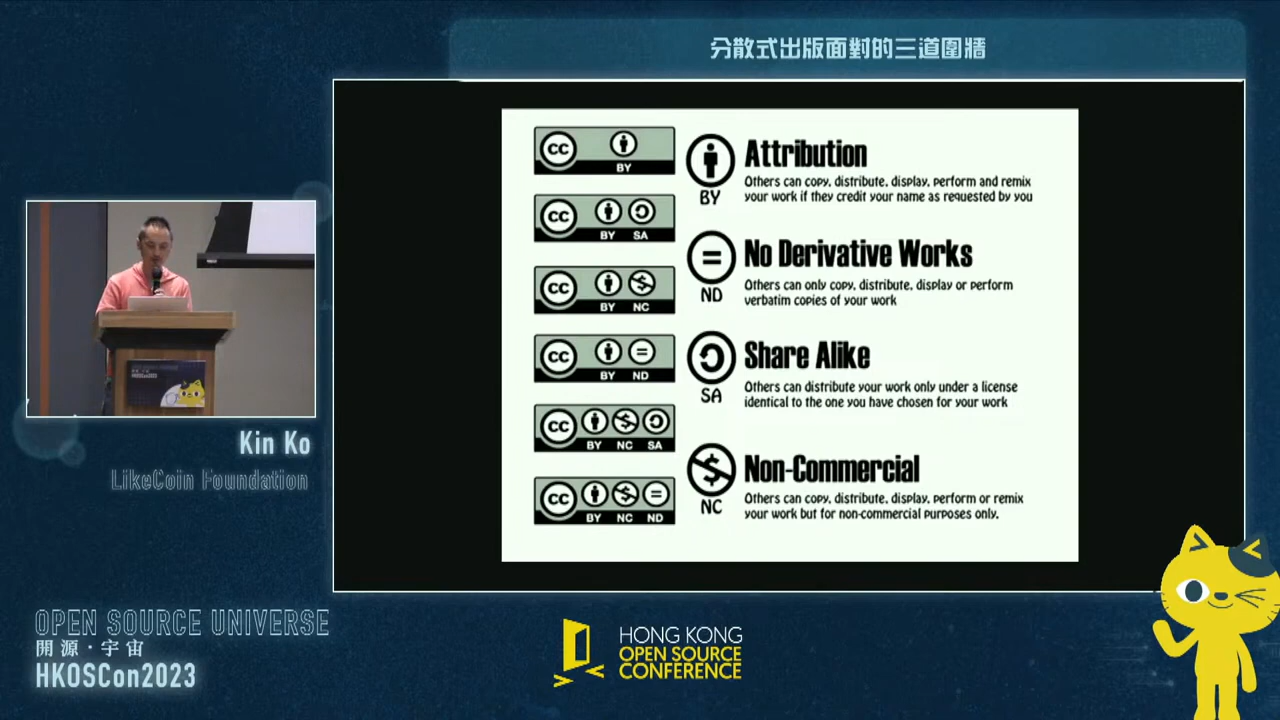 分散式出版面對的三道圍牆
CC BY
CC BY SA
CC BY NC
CC BY ND
CC BY NC SA
CC BY NC ND
BY
Attribution
Others can copy, distribute, display, perform and remix
your work if they credit your name as requested by you
ND
No Derivative Works
Others can only copy, distribute, display or perform
verbatim copies of your work
SA
Share Alike
Others can distribute your work only under a license
identical to the one you have chosen for your work
NC
Non-Commercial
Others can copy, distribute, display, perform or remix
your work but for non-commercial purposes only.
Kin Ko
LikeCoin Foundation
OPEN SOURCE UNIVERSE
開源·宇宙
HKOSCon2023
HONG KONG
OPEN SOURCE
CONFERENCE